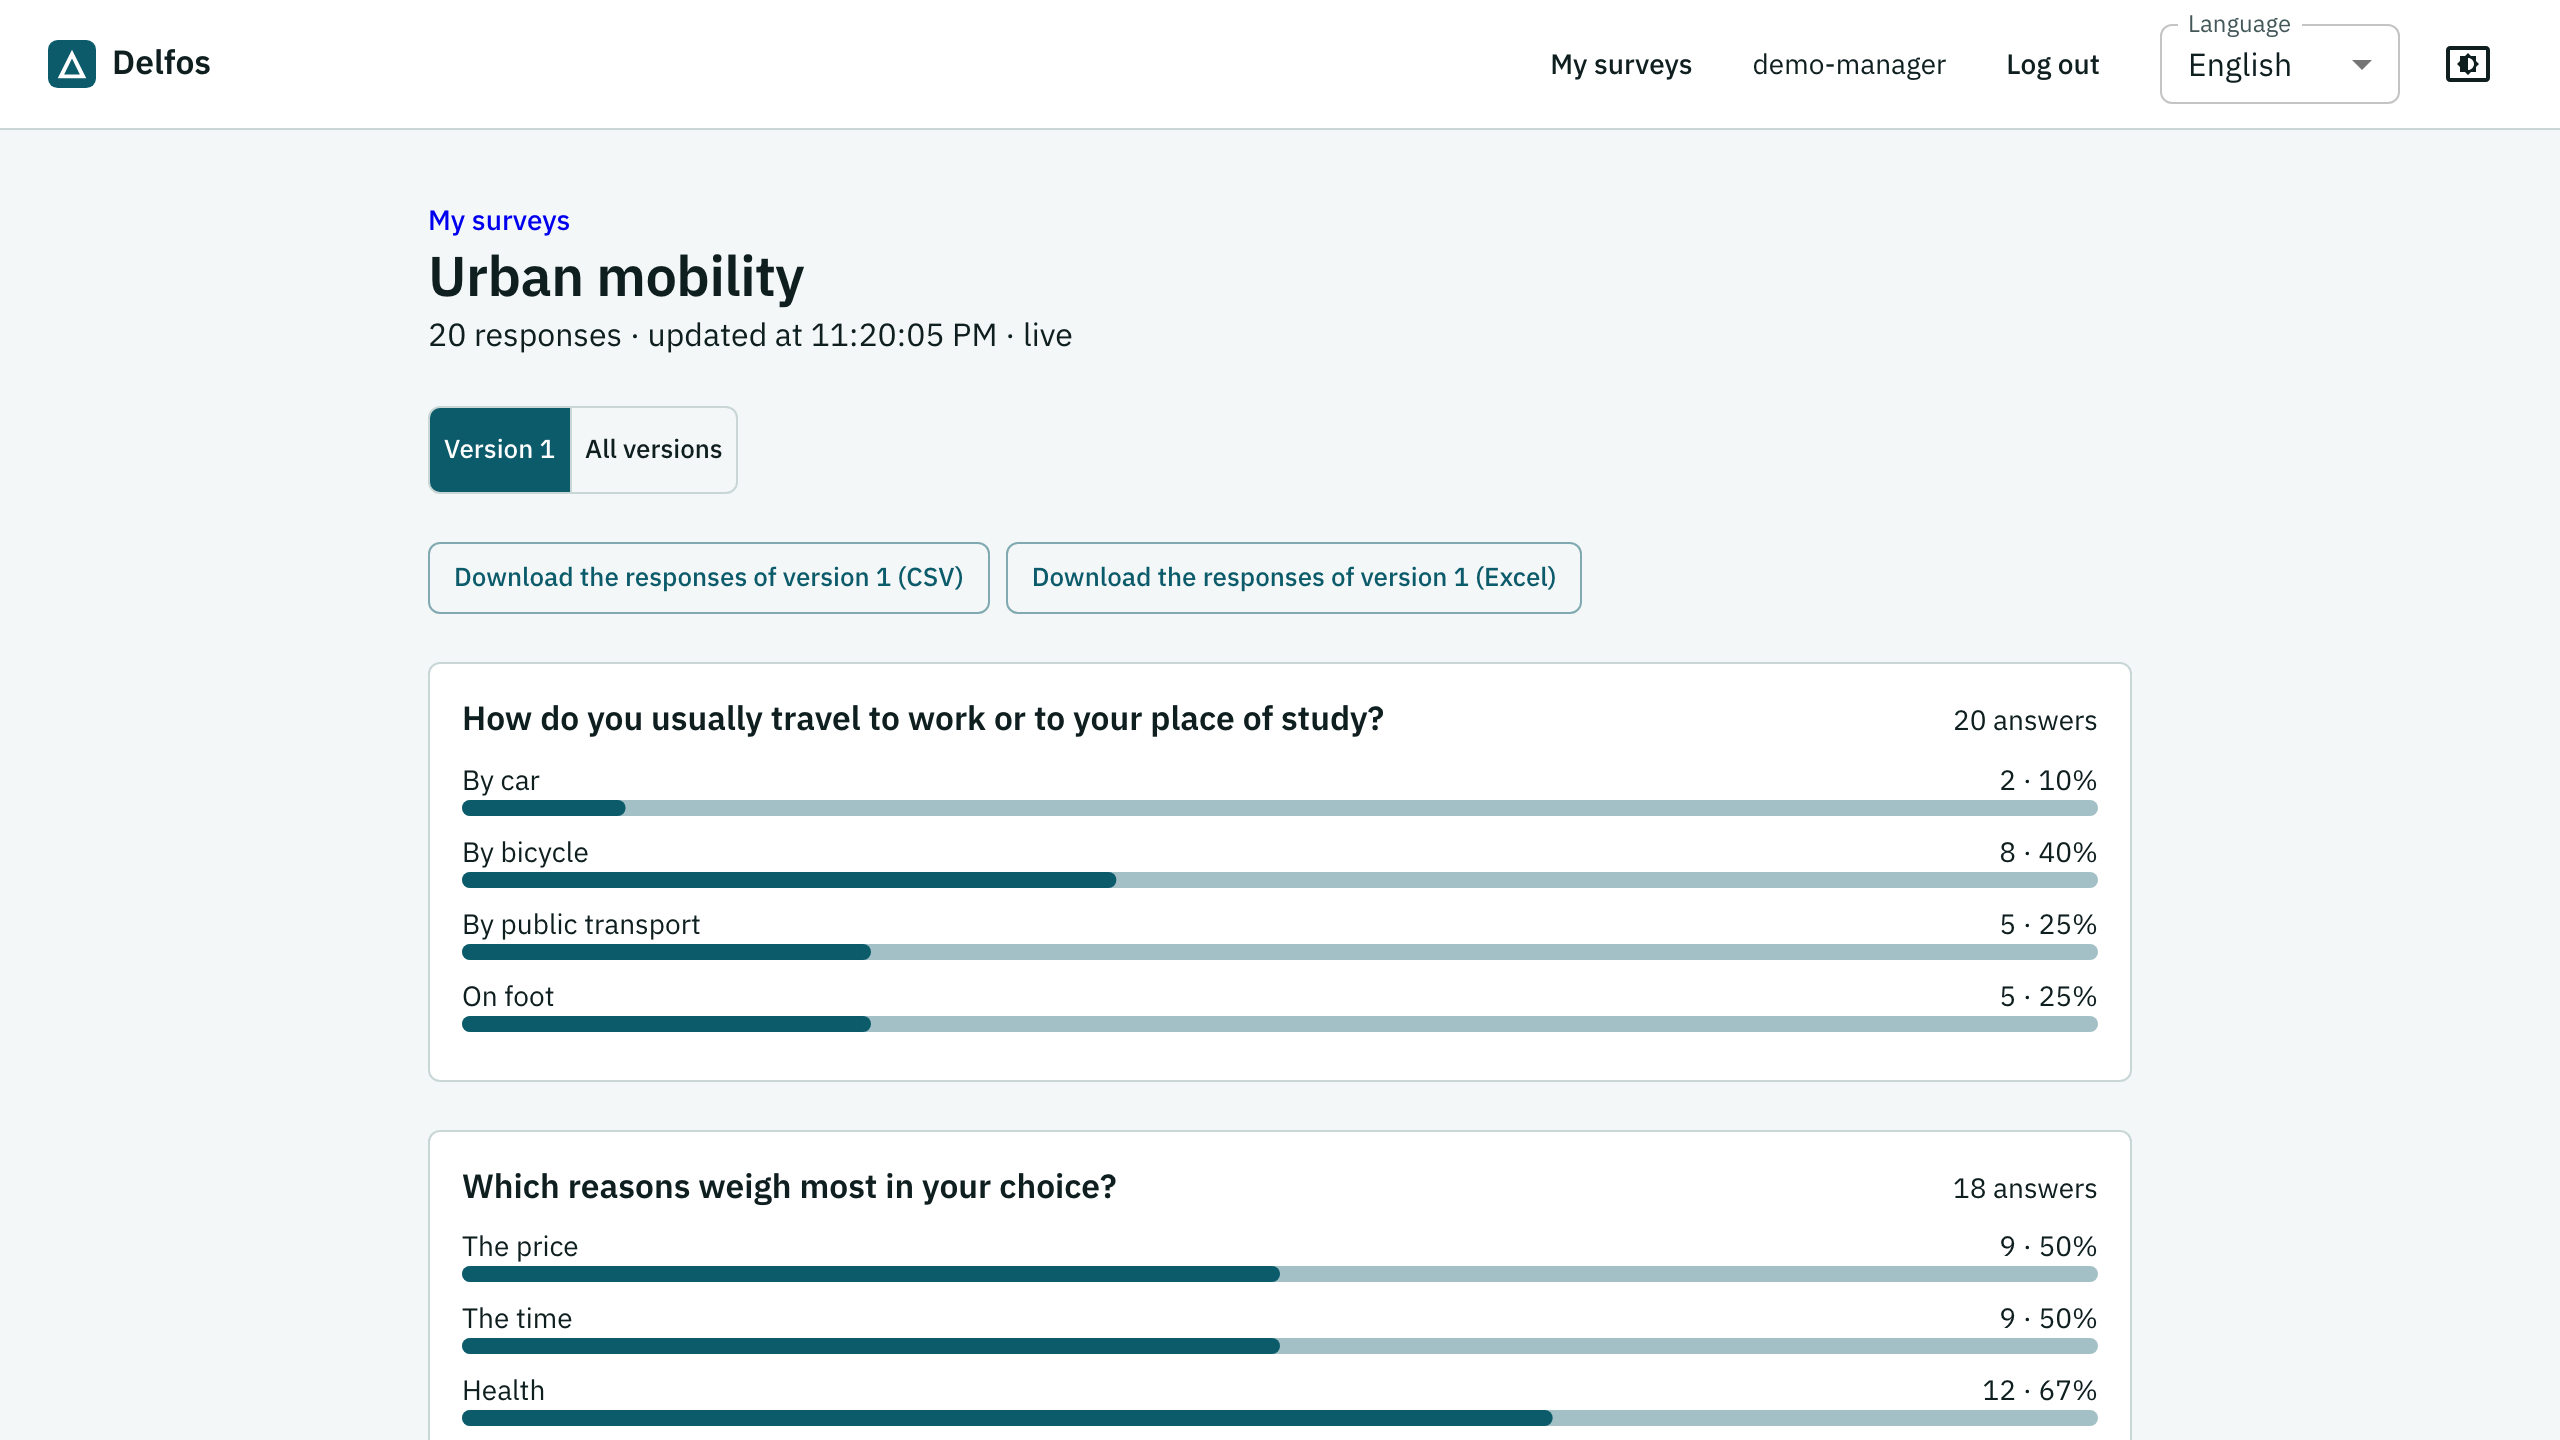 Delfos
My surveys
demo-manager
Log out
Language
English
My surveys
Urban mobility
20 responses · updated at 11:20:05 PM · live
Version 1
All versions
Download the responses of version 1 (CSV)
Download the responses of version 1 (Excel)
How do you usually travel to work or to your place of study?
20 answers
By car
2 · 10%
By bicycle
8 · 40%
By public transport
5 · 25%
On foot
5 · 25%
Which reasons weigh most in your choice?
18 answers
The price
9 · 50%
The time
9 · 50%
Health
12 · 67%